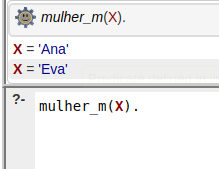 mulher_m(X).
X = 'Ana'
X = 'Eva'
?- mulher_m(X).